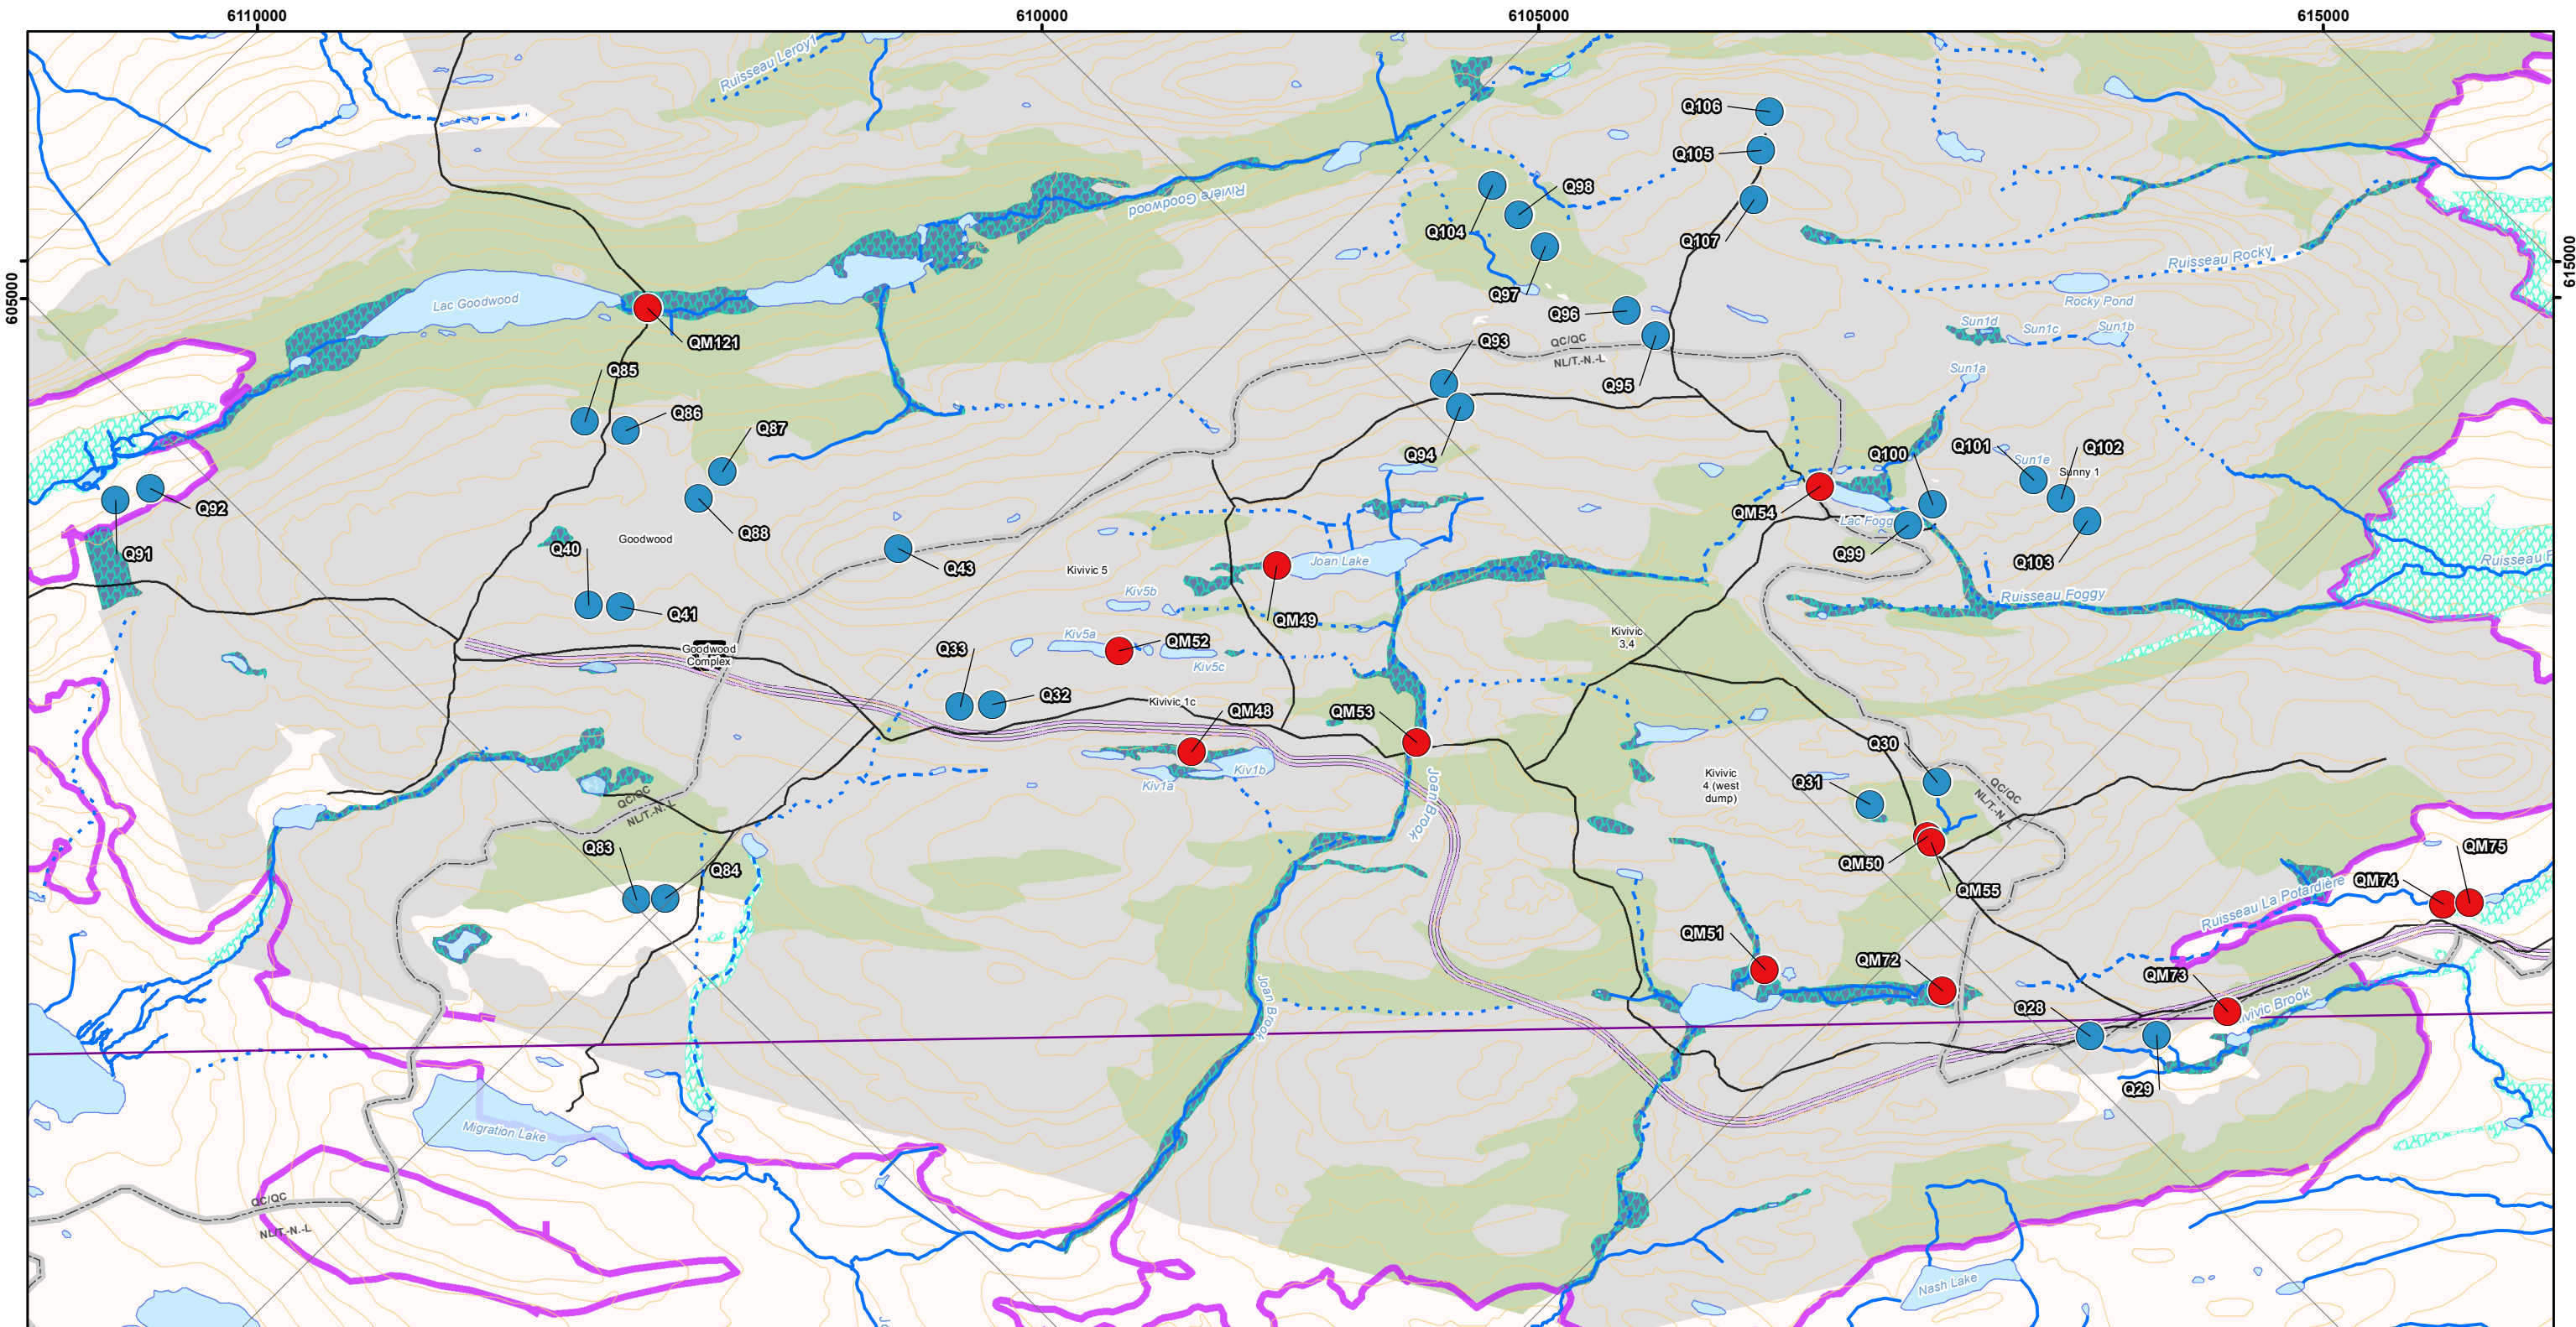 6110000
610000
6105000
615000
605000
615000
Ruisseau Leroy1
Rivière Goodwood
Lac Goodwood
Q106
Q105
Q98
Q104
Q107
Q97
Q96
Q93
QC/QC
NL/T.-N.-L
Q95
Q94
Ruisseau Rocky
Rocky Pond
Sun1d
Sun1c
Sun1b
Sun1a
QM121
Q85
Q86
Q87
Q88
Q92
Q91
Goodwood
Q40
Q41
Q43
Q100
Q101
Sun1e
Q102
Sunny 1
QM54
Lac Fogg
Q99
Q103
Ruisseau F
Ruisseau Foggy
Kivivic 5
Joan Lake
Kiv5b
QM49
Kiv5a
QM52
Kiv5c
Goodwood
Complex
Q33
Q32
Kivivic 1c
QM48
QM53
Kivivic
3,4
Kiv1b
Kiv1a
Joan Brook
Q30
Q31
Kivivic
4 (west
dump)
QC/QC
NL/T.-N.-L
QC/QC
NL/T.-N.-L
QM50
QM55
Q83
Q84
QM75
QM74
Ruisseau La Potardière
QM51
QM72
QM73
Q28
Q29
ivivic Brook
Joan Brook
Migration Lake
QC/QC
NL/T.-N.-L
Nash Lake